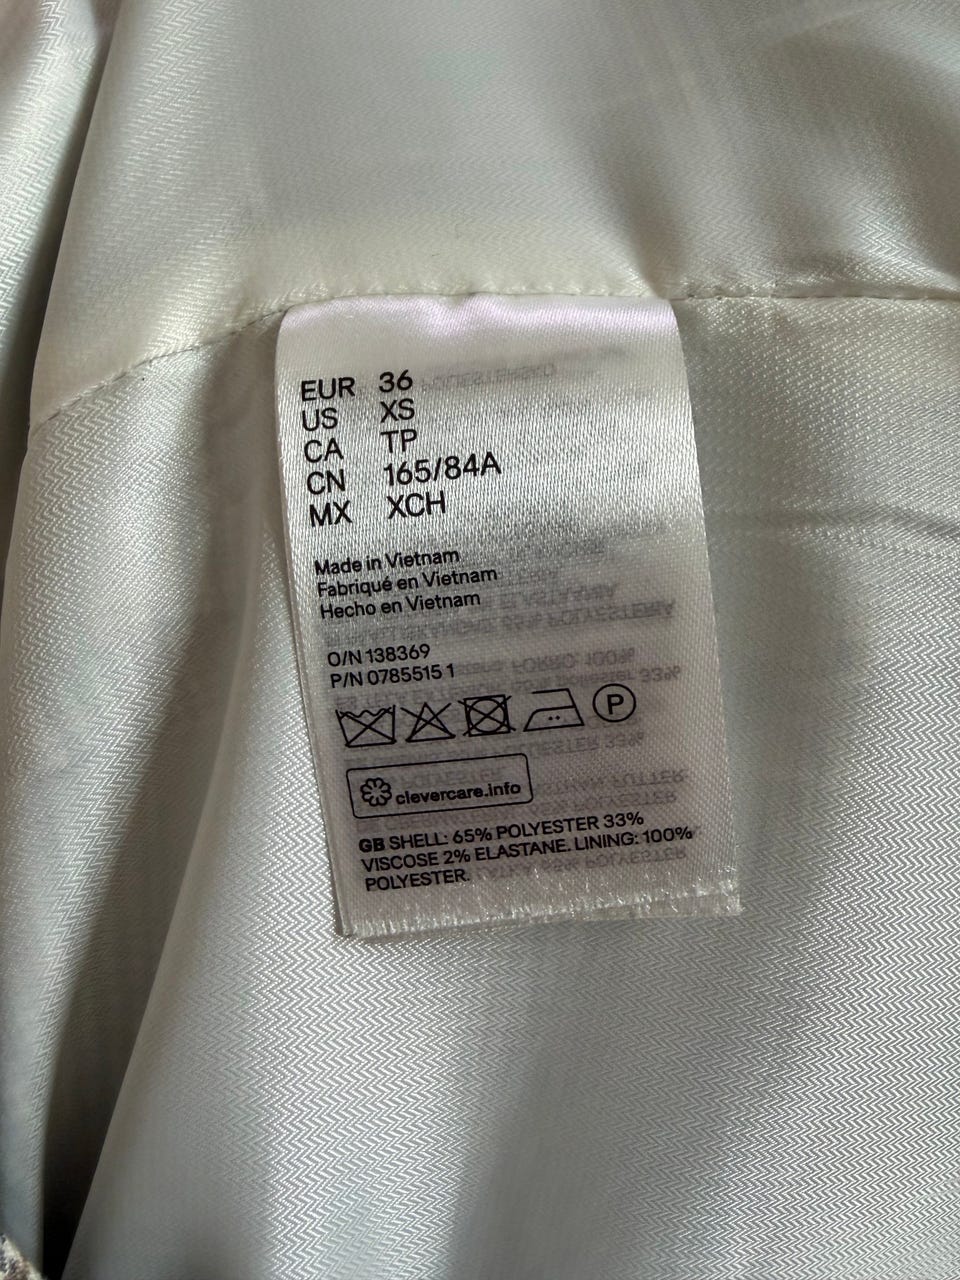 EUR 36
US XS
CA TP
CN 165/84A
MX XCH
Made in Vietnam
Fabriqué en Vietnam
Hecho en Vietnam
O/N 138369
P/N 0785515 1
P
clevercare.info
GB SHELL: 65% POLYESTER 33%
VISCOSE 2% ELASTANE. LINING: 100%
POLYESTER.